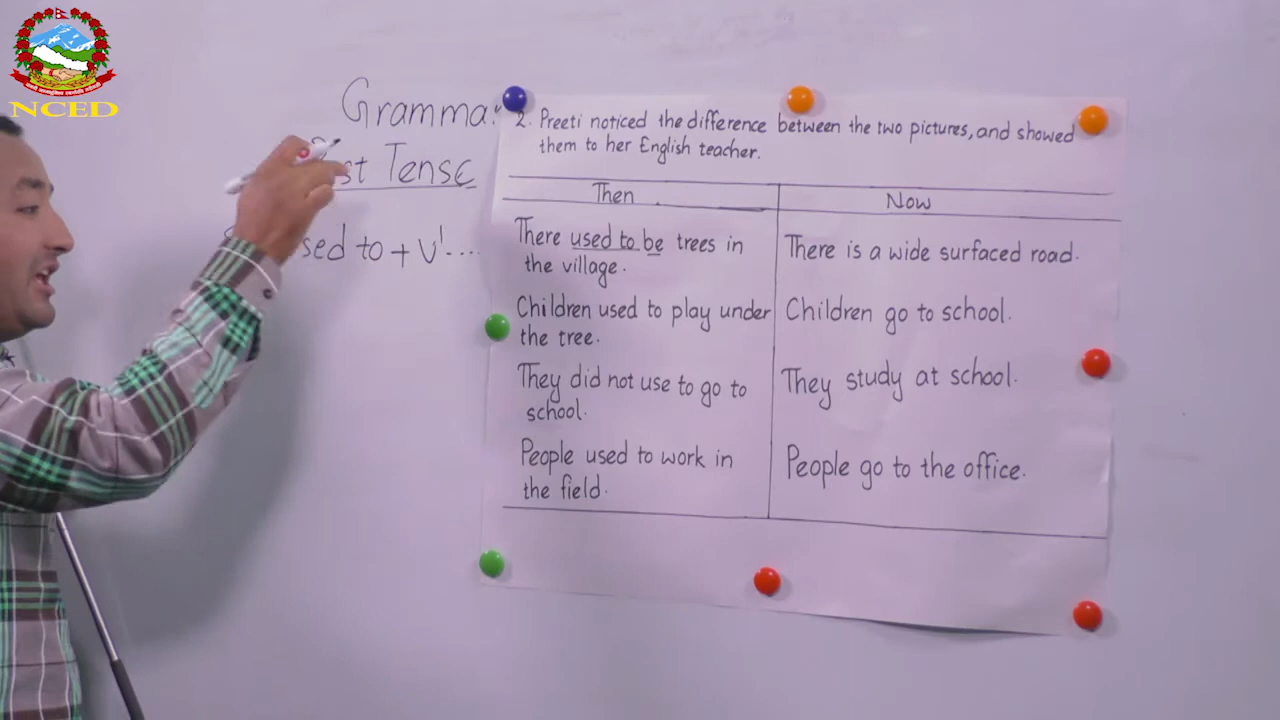 NCED
Grammar
st Tense
sed to + V¹....
2. Preeti noticed the difference between the two pictures, and showed
them to her English teacher.
Then
Now
There used to be trees in
the village.
There is a wide surfaced road.
Children used to play under
the tree.
Children go to school.
They did not use to go to
school.
They study at school.
People used to work in
the field.
People go to the office.